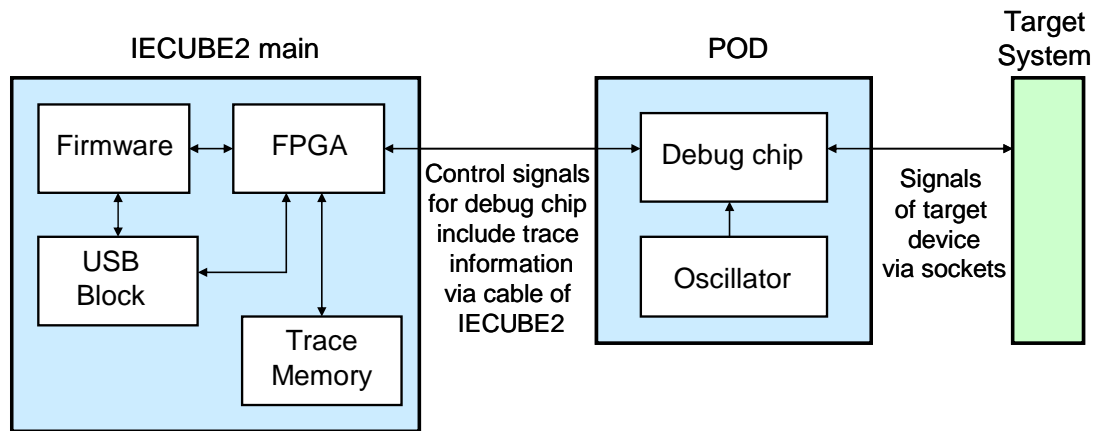 IECUBE2 main
POD
Target
System
Firmware
FPGA
USB
Block
Trace
Memory
Control signals
for debug chip
include trace
information
via cable of
IECUBE2
Debug chip
Oscillator
Signals
of target
device
via sockets